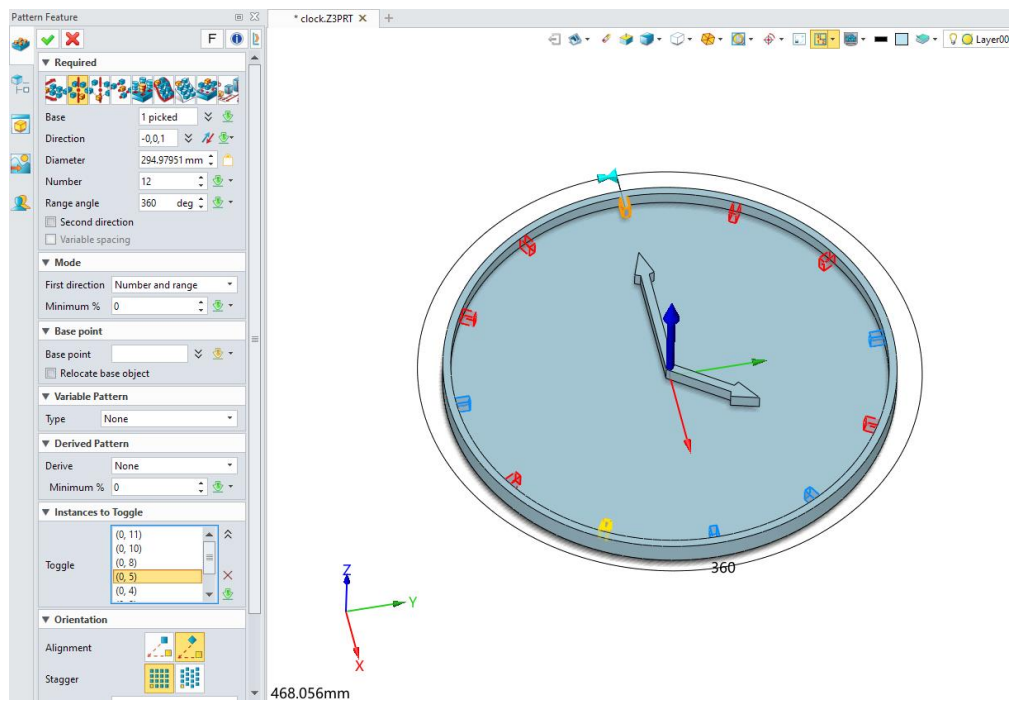 Pattern Feature
* clock.Z3PRT
F
Layer00
Required
Base 1 picked
Direction -0,0,1
Diameter 294.97951 mm
Number 12
Range angle 360 deg
Second direction
Variable spacing
Mode
First direction Number and range
Minimum % 0
Base point
Base point
Relocate base object
Variable Pattern
Type None
Derived Pattern
Derive None
Minimum % 0
Instances to Toggle
Toggle
(0, 11)
(0, 10)
(0, 8)
(0, 5)
(0, 4)
Orientation
Alignment
Stagger
360
Z
Y
X
468.056mm